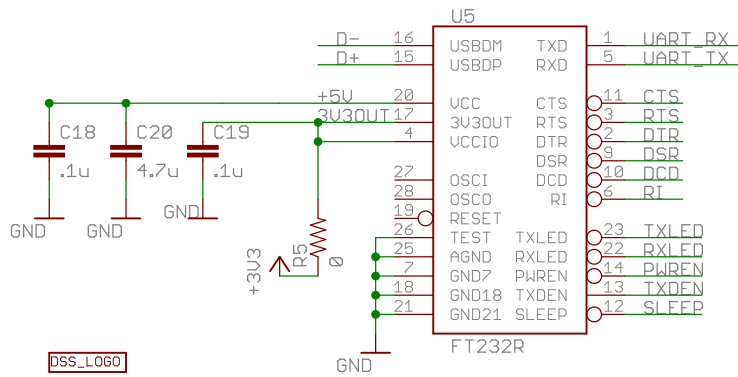 U5
D- 16 USBDM TXD 1 UART_RX
D+ 15 USBDP RXD 5 UART_TX
+5V 20 VCC CTS 11 CTS
3V3OUT 17 3V3OUT RTS 3 RTS
4 VCCIO DTR 2 DTR
DSR 9 DSR
27 OSCI DCD 10 DCD
28 OSCO RI 6 RI
19 RESET
26 TEST TXLED 23 TXLED
25 AGND RXLED 22 RXLED
7 GND7 PWREN 14 PWREN
18 GND18 TXDEN 13 TXDEN
21 GND21 SLEEP 12 SLEEP
FT232R
C18 C20 C19
.1u 4.7u .1u
GND GND GND
+3V3 R5 0
GND
DSS_LOGO